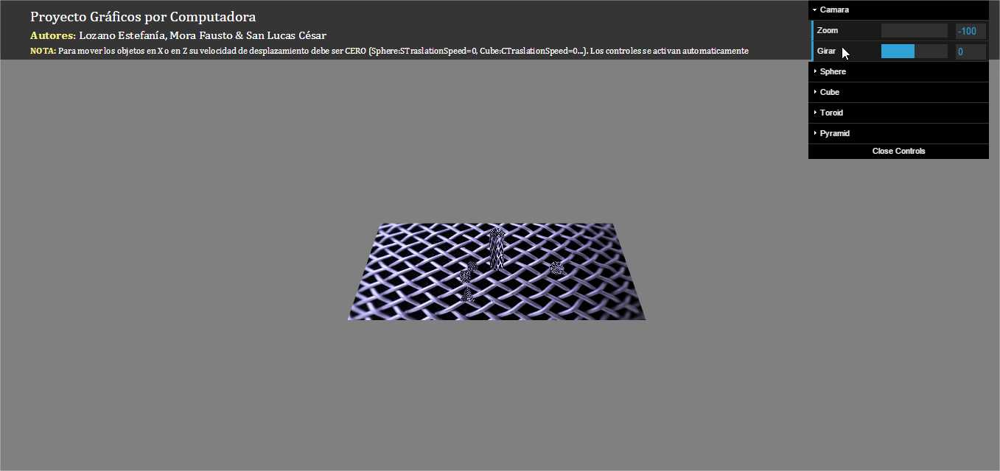 Proyecto Gráficos por Computadora
Autores: Lozano Estefanía, Mora Fausto & San Lucas César
NOTA: Para mover los objetos en X o en Z su velocidad de desplazamiento debe ser CERO (Sphere:STraslationSpeed=0, Cube:CTraslationSpeed=0...). Los controles se activan automaticamente
Camara
Zoom -100
Girar 0
Sphere
Cube
Toroid
Pyramid
Close Controls